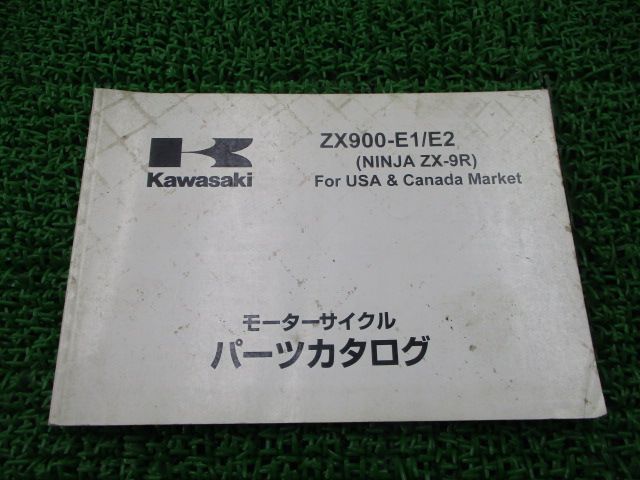 Kawasaki
ZX900-E1/E2
(NINJA ZX-9R)
For USA & Canada Market
モーターサイクル
パーツカタログ